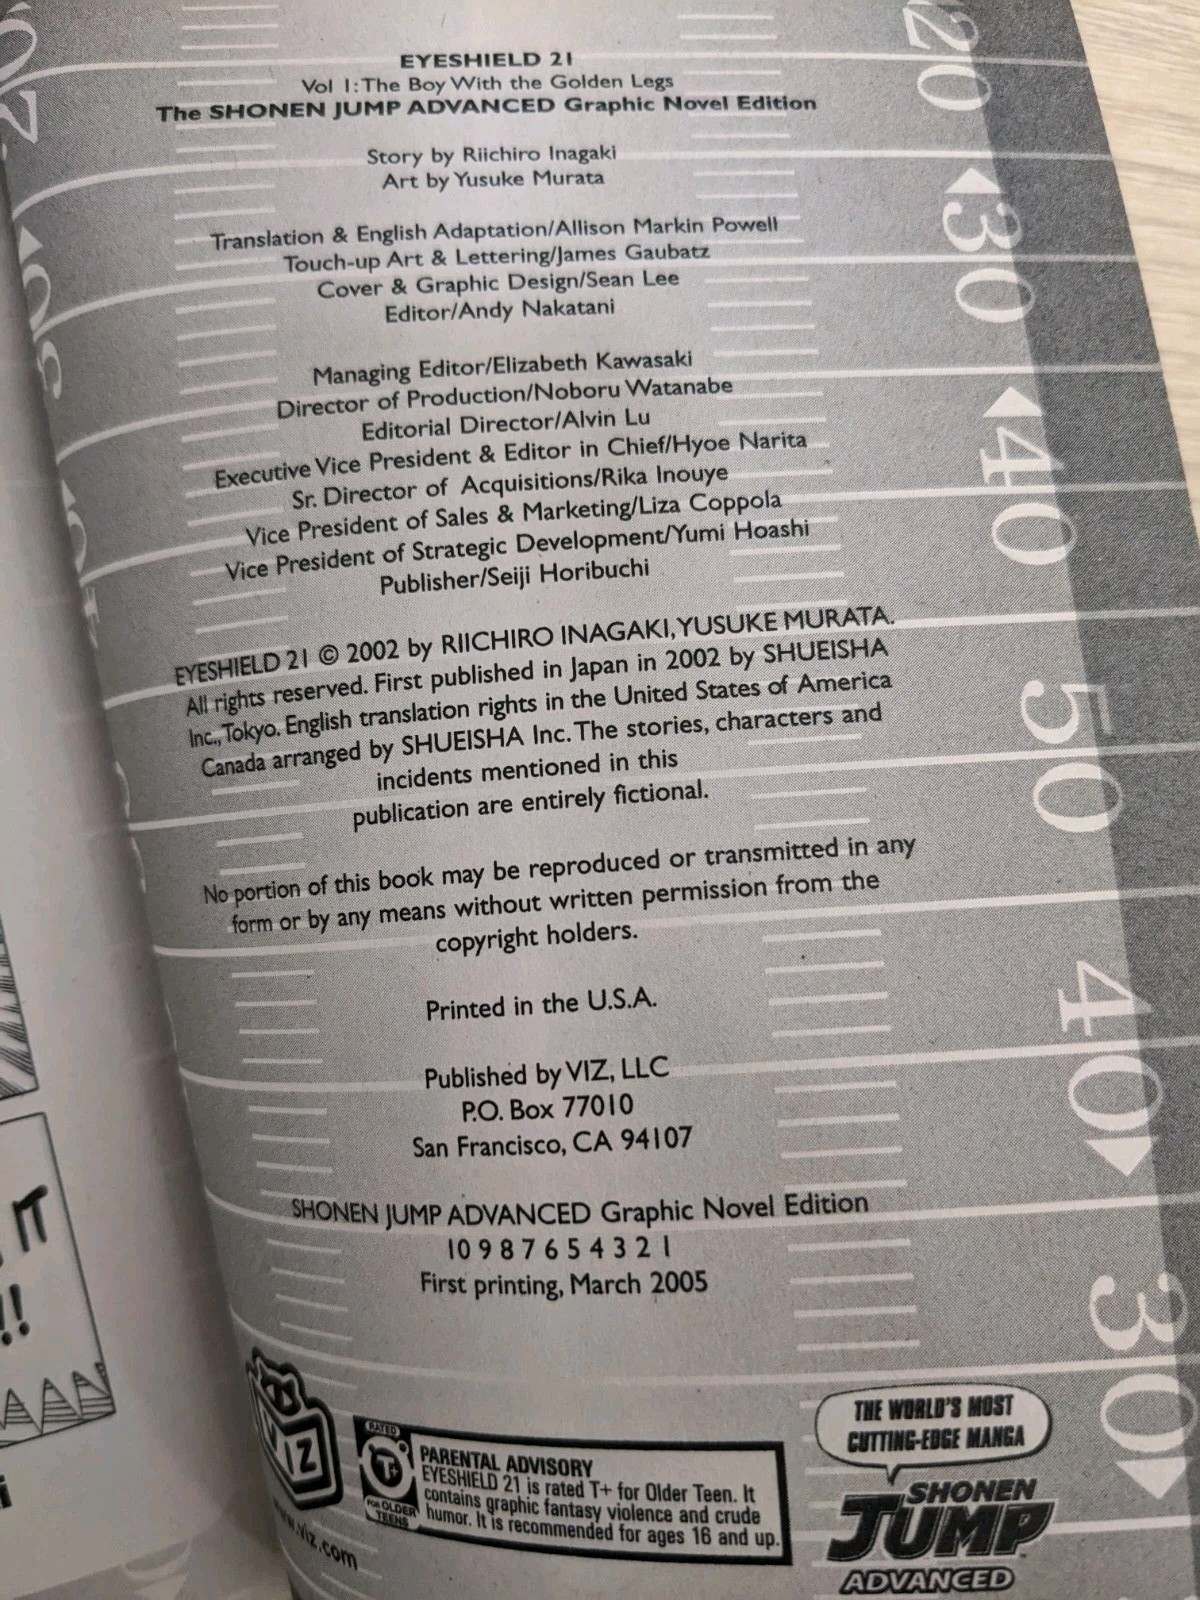 EYESHIELD 21
Vol 1: The Boy With the Golden Legs
The SHONEN JUMP ADVANCED Graphic Novel Edition
Story by Riichiro Inagaki
Art by Yusuke Murata
Translation & English Adaptation/Allison Markin Powell
Touch-up Art & Lettering/James Gaubatz
Cover & Graphic Design/Sean Lee
Editor/Andy Nakatani
Managing Editor/Elizabeth Kawasaki
Director of Production/Noboru Watanabe
Editorial Director/Alvin Lu
Executive Vice President & Editor in Chief/Hyoe Narita
Sr. Director of Acquisitions/Rika Inouye
Vice President of Sales & Marketing/Liza Coppola
Vice President of Strategic Development/Yumi Hoashi
Publisher/Seiji Horibuchi
EYESHIELD 21 © 2002 by RIICHIRO INAGAKI, YUSUKE MURATA.
All rights reserved. First published in Japan in 2002 by SHUEISHA
Inc., Tokyo. English translation rights in the United States of America
Canada arranged by SHUEISHA Inc. The stories, characters and
incidents mentioned in this
publication are entirely fictional.
No portion of this book may be reproduced or transmitted in any
form or by any means without written permission from the
copyright holders.
Printed in the U.S.A.
Published by VIZ, LLC
P.O. Box 77010
San Francisco, CA 94107
SHONEN JUMP ADVANCED Graphic Novel Edition
10 9 8 7 6 5 4 3 2 1
First printing, March 2005
VIZ
www.viz.com
RATED
T+
FOR OLDER
TEENS
PARENTAL ADVISORY
EYESHIELD 21 is rated T+ for Older Teen. It
contains graphic fantasy violence and crude
humor. It is recommended for ages 16 and up.
THE WORLD'S MOST
CUTTING-EDGE MANGA
SHONEN
JUMP
ADVANCED
20
30
40
50
40
30
IT
!!